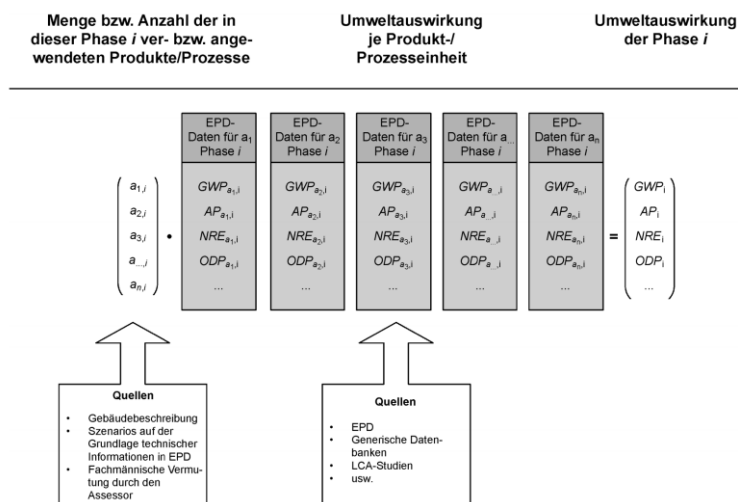 Menge bzw. Anzahl der in
dieser Phase i ver- bzw. ange-
wendeten Produkte/Prozesse
Umweltauswirkung
je Produkt-/
Prozesseinheit
Umweltauswirkung
der Phase i
EPD-
Daten für a1
Phase i
EPD-
Daten für a2
Phase i
EPD-
Daten für a3
Phase i
EPD-
Daten für a...
Phase i
EPD-
Daten für an
Phase i
a1,i
a2,i
a3,i
a...,i
an,i
•
GWPa1,i
APa1,i
NREa1,i
ODPa1,i
...
GWPa2,i
APa2,i
NREa2,i
ODPa2,i
...
GWPa3,i
APa3,i
NREa3,i
ODPa3,i
...
GWPa...,i
APa...,i
NREa...,i
ODPa...,i
...
GWPan,i
APan,i
NREan,i
ODPan,i
...
=
GWPi
APi
NREi
ODPi
...
Quellen
• Gebäudebeschreibung
• Szenarios auf der
Grundlage technischer
Informationen in EPD
• Fachmännische Vermu-
tung durch den
Assessor
Quellen
• EPD
• Generische Daten-
banken
• LCA-Studien
• usw.